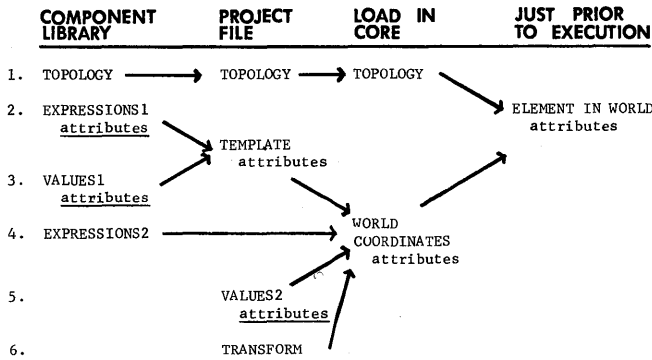 COMPONENT LIBRARY PROJECT FILE LOAD IN CORE JUST PRIOR TO EXECUTION
1. TOPOLOGY TOPOLOGY TOPOLOGY
2. EXPRESSIONS1 ELEMENT IN WORLD
attributes attributes
TEMPLATE
attributes
3. VALUES1
attributes
WORLD
4. EXPRESSIONS2 COORDINATES
attributes
5. VALUES2
attributes
6. TRANSFORM